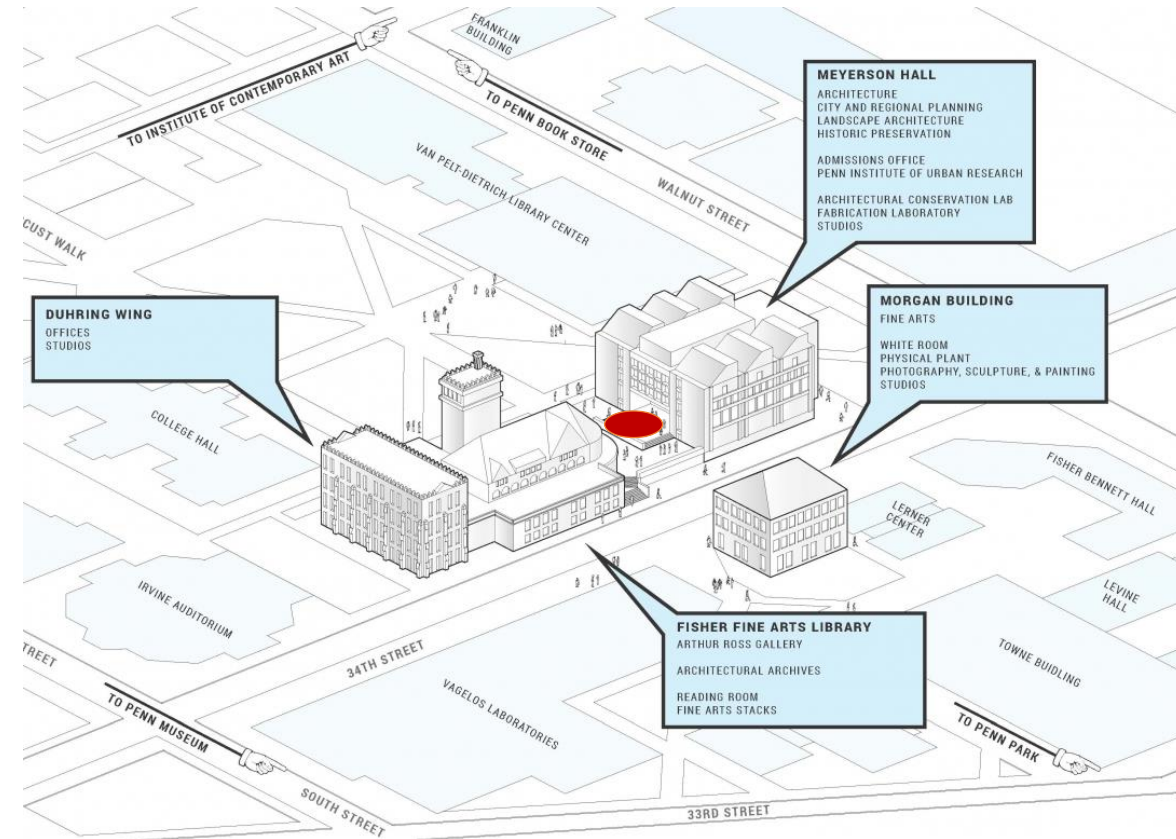 FRANKLIN
BUILDING
TO INSTITUTE OF CONTEMPORARY ART
TO PENN BOOK STORE
MEYERSON HALL
ARCHITECTURE
CITY AND REGIONAL PLANNING
LANDSCAPE ARCHITECTURE
HISTORIC PRESERVATION
ADMISSIONS OFFICE
PENN INSTITUTE OF URBAN RESEARCH
ARCHITECTURAL CONSERVATION LAB
FABRICATION LABORATORY
STUDIOS
VAN PELT-DIETRICH LIBRARY CENTER
WALNUT STREET
CUST WALK
DUHRING WING
OFFICES
STUDIOS
MORGAN BUILDING
FINE ARTS
WHITE ROOM
PHYSICAL PLANT
PHOTOGRAPHY, SCULPTURE, & PAINTING
STUDIOS
COLLEGE HALL
FISHER BENNETT HALL
LERNER
CENTER
LEVINE
HALL
IRVINE AUDITORIUM
34TH STREET
FISHER FINE ARTS LIBRARY
ARTHUR ROSS GALLERY
ARCHITECTURAL ARCHIVES
READING ROOM
FINE ARTS STACKS
TOWNE BUIDLING
VAGELOS LABORATORIES
TREET
TO PENN MUSEUM
TO PENN PARK
SOUTH STREET
33RD STREET